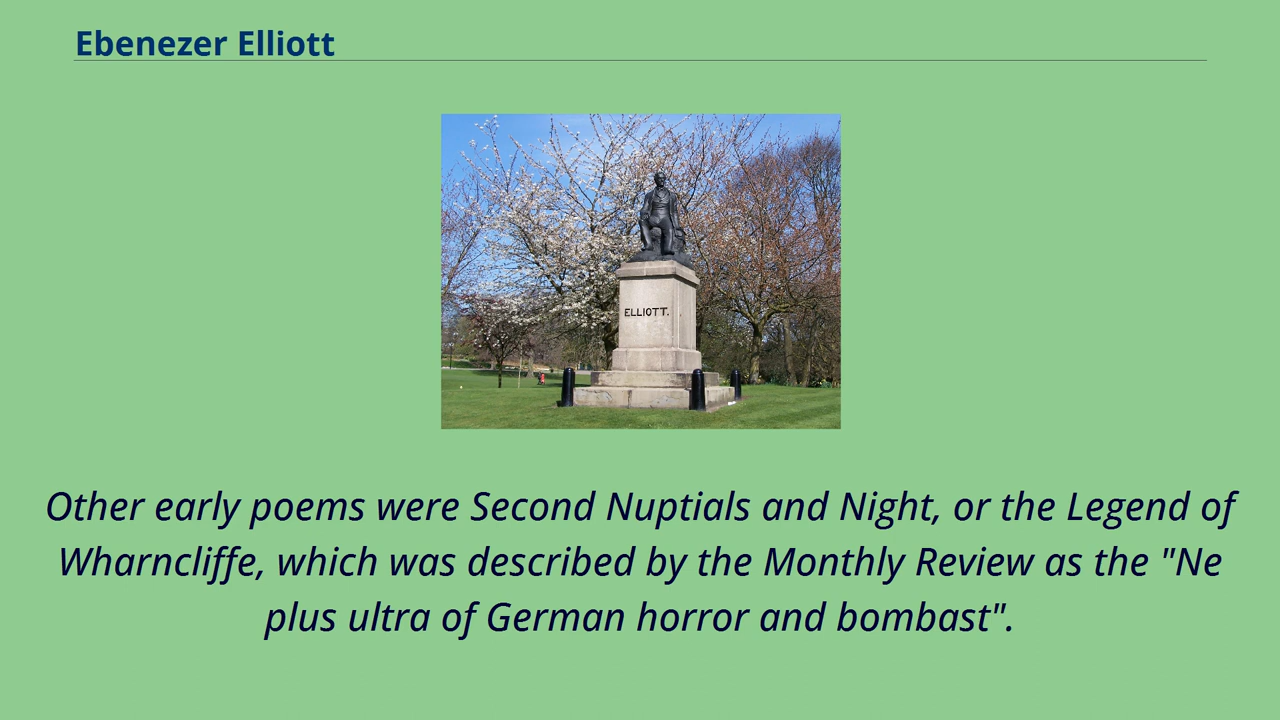 Ebenezer Elliott
ELLIOTT.
Other early poems were Second Nuptials and Night, or the Legend of
Wharncliffe, which was described by the Monthly Review as the "Ne
plus ultra of German horror and bombast".